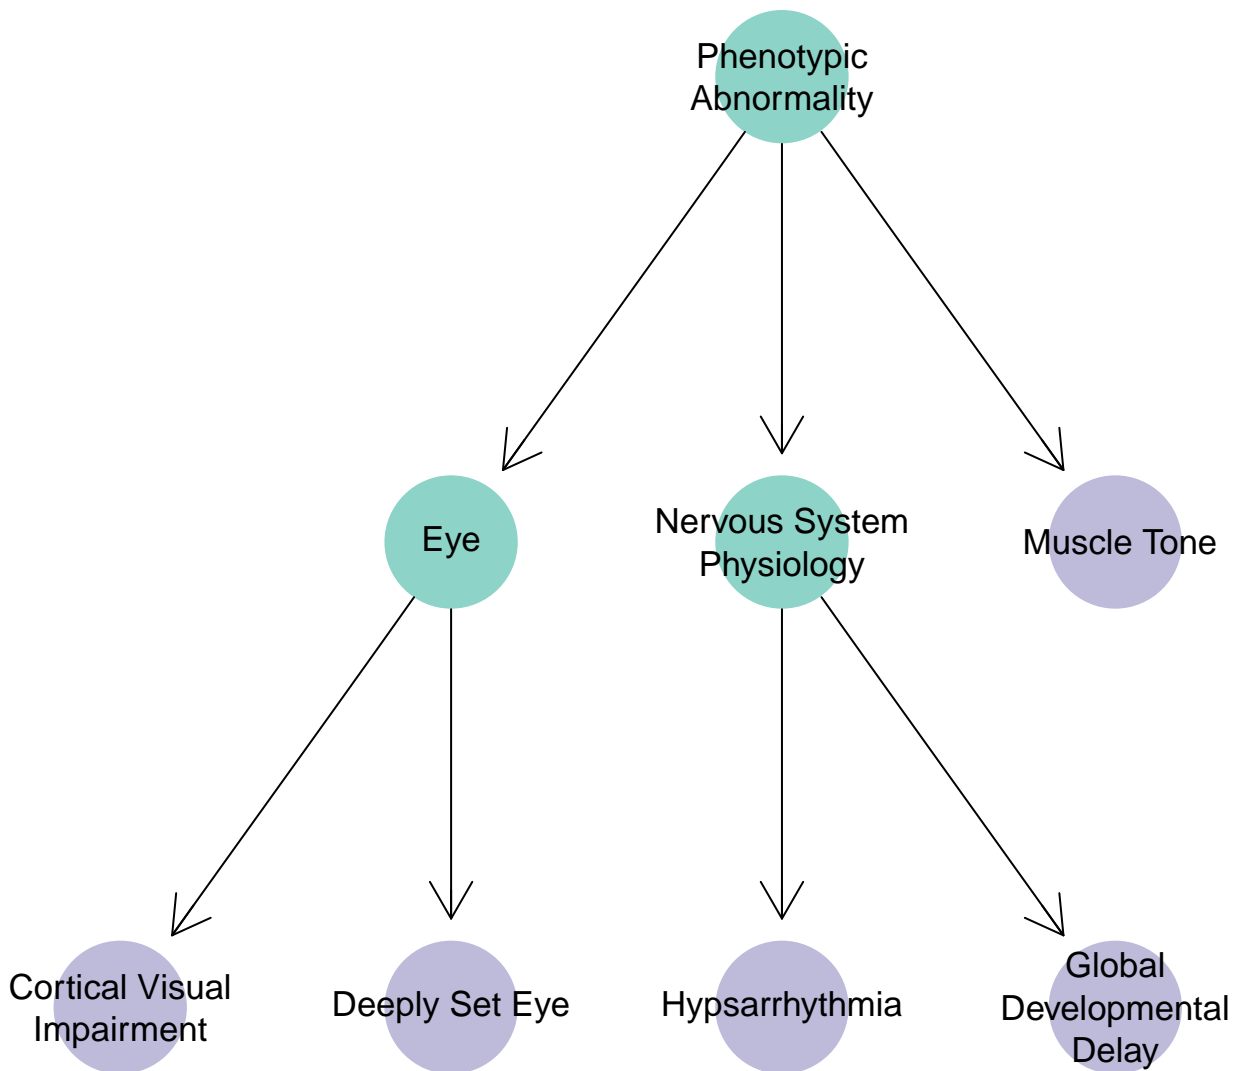 Phenotypic
Abnormality
Eye
Nervous System
Physiology
Muscle Tone
Cortical Visual
Impairment
Deeply Set Eye
Hypsarrhythmia
Global
Developmental
Delay